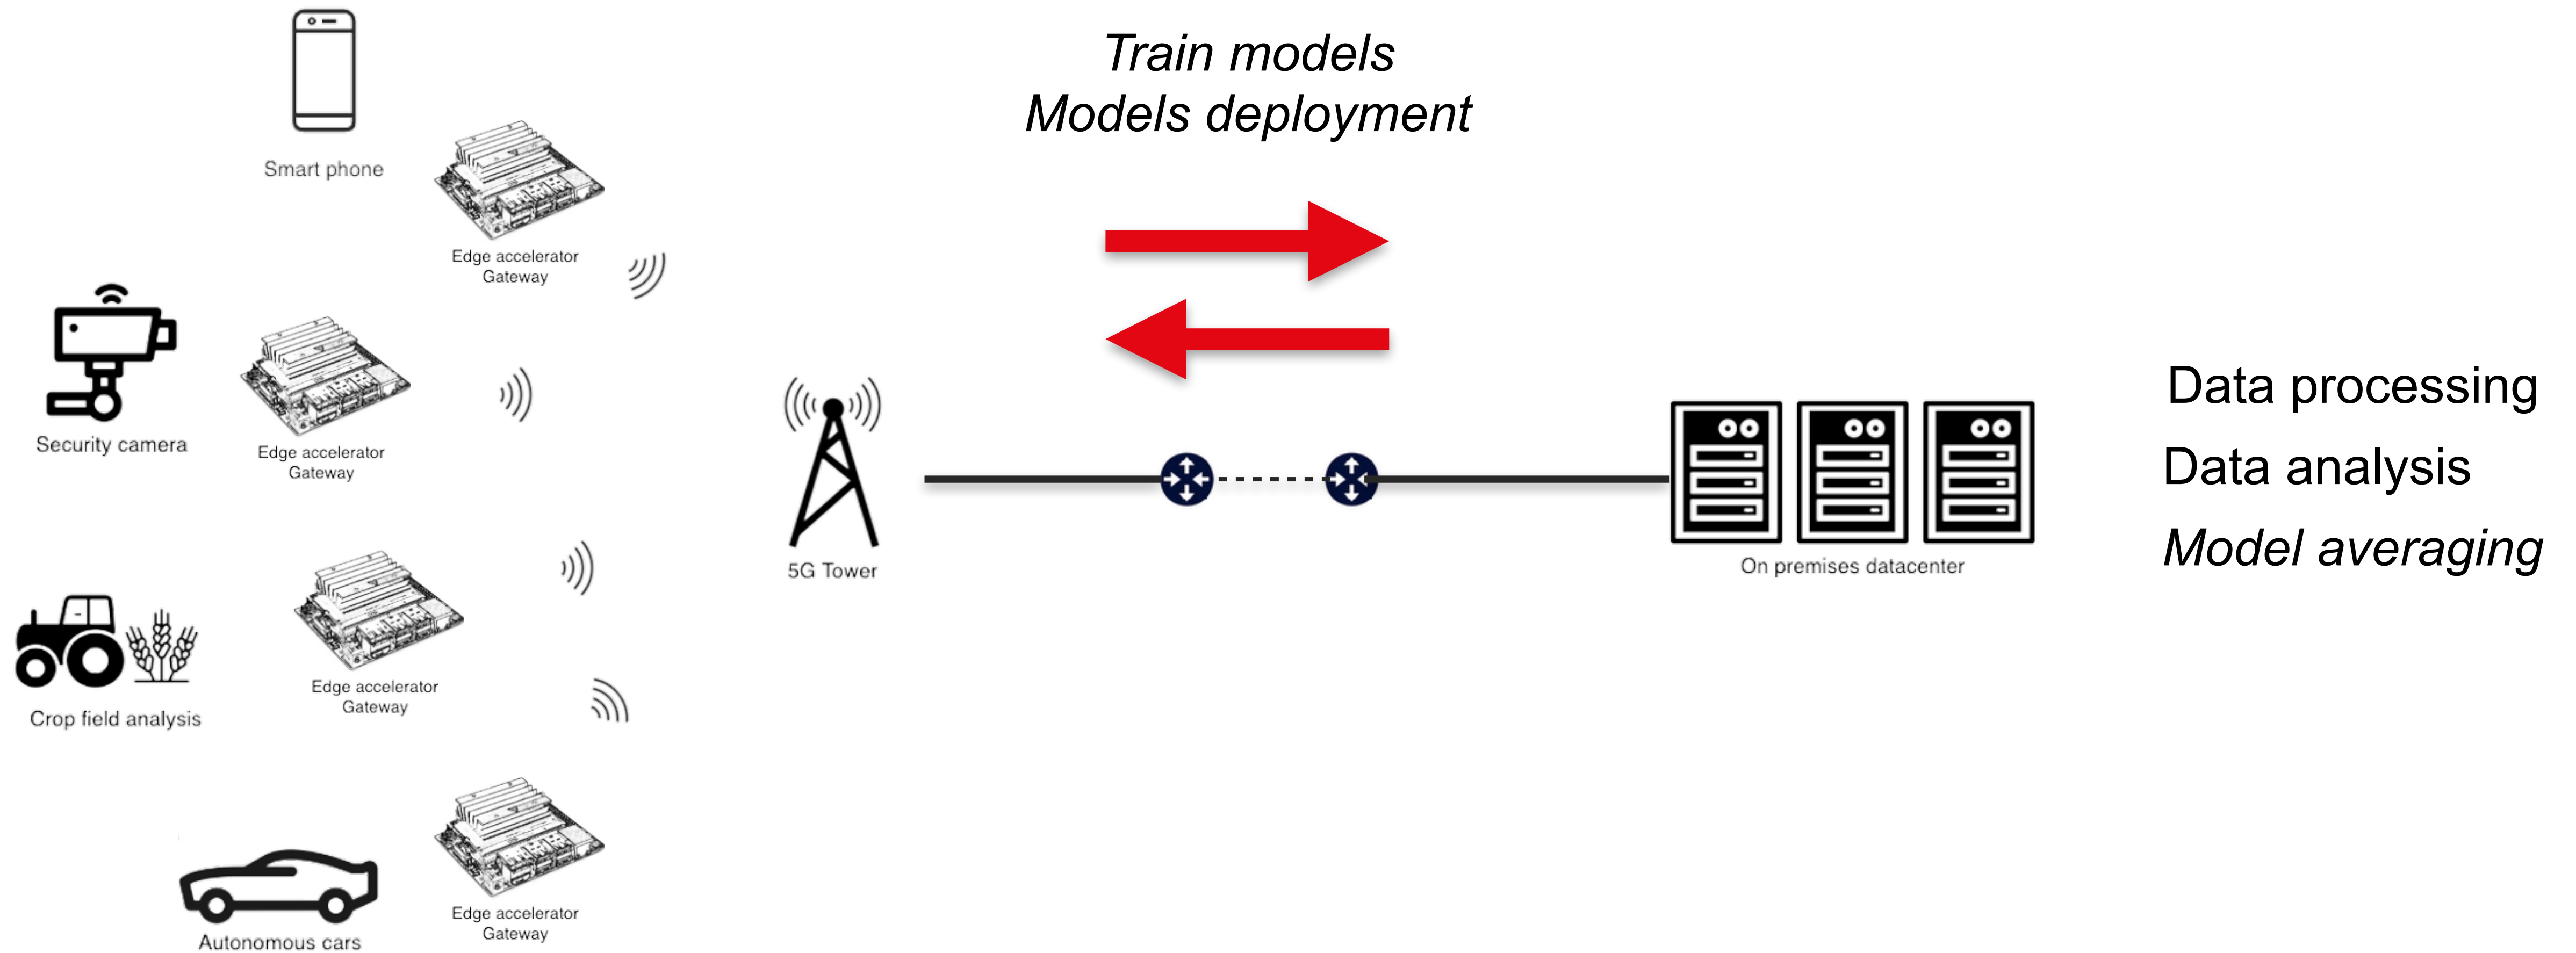 Train models
Models deployment
Smart phone
Edge accelerator
Gateway
Security camera
Edge accelerator
Gateway
Crop field analysis
Edge accelerator
Gateway
Autonomous cars
Edge accelerator
Gateway
5G Tower
On premises datacenter
Data processing
Data analysis
Model averaging